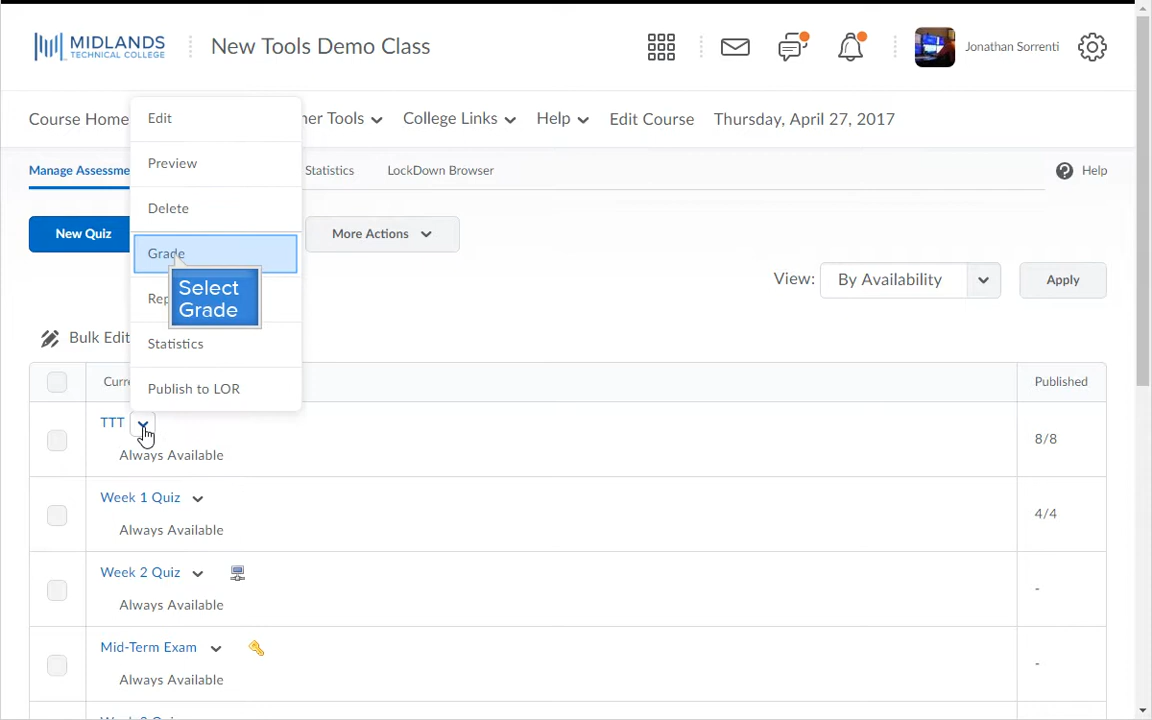 MIDLANDS
TECHNICAL COLLEGE
New Tools Demo Class
Jonathan Sorrenti
Course Home
ner Tools
College Links
Help
Edit Course
Thursday, April 27, 2017
Manage Assessme
Statistics
LockDown Browser
Help
New Quiz
More Actions
Edit
Preview
Delete
Grade
Select
Grade
Rep
Statistics
Publish to LOR
View:
By Availability
Apply
Bulk Edit
Curre
Published
TTT
Always Available
8/8
Week 1 Quiz
Always Available
4/4
Week 2 Quiz
Always Available
-
Mid-Term Exam
Always Available
-